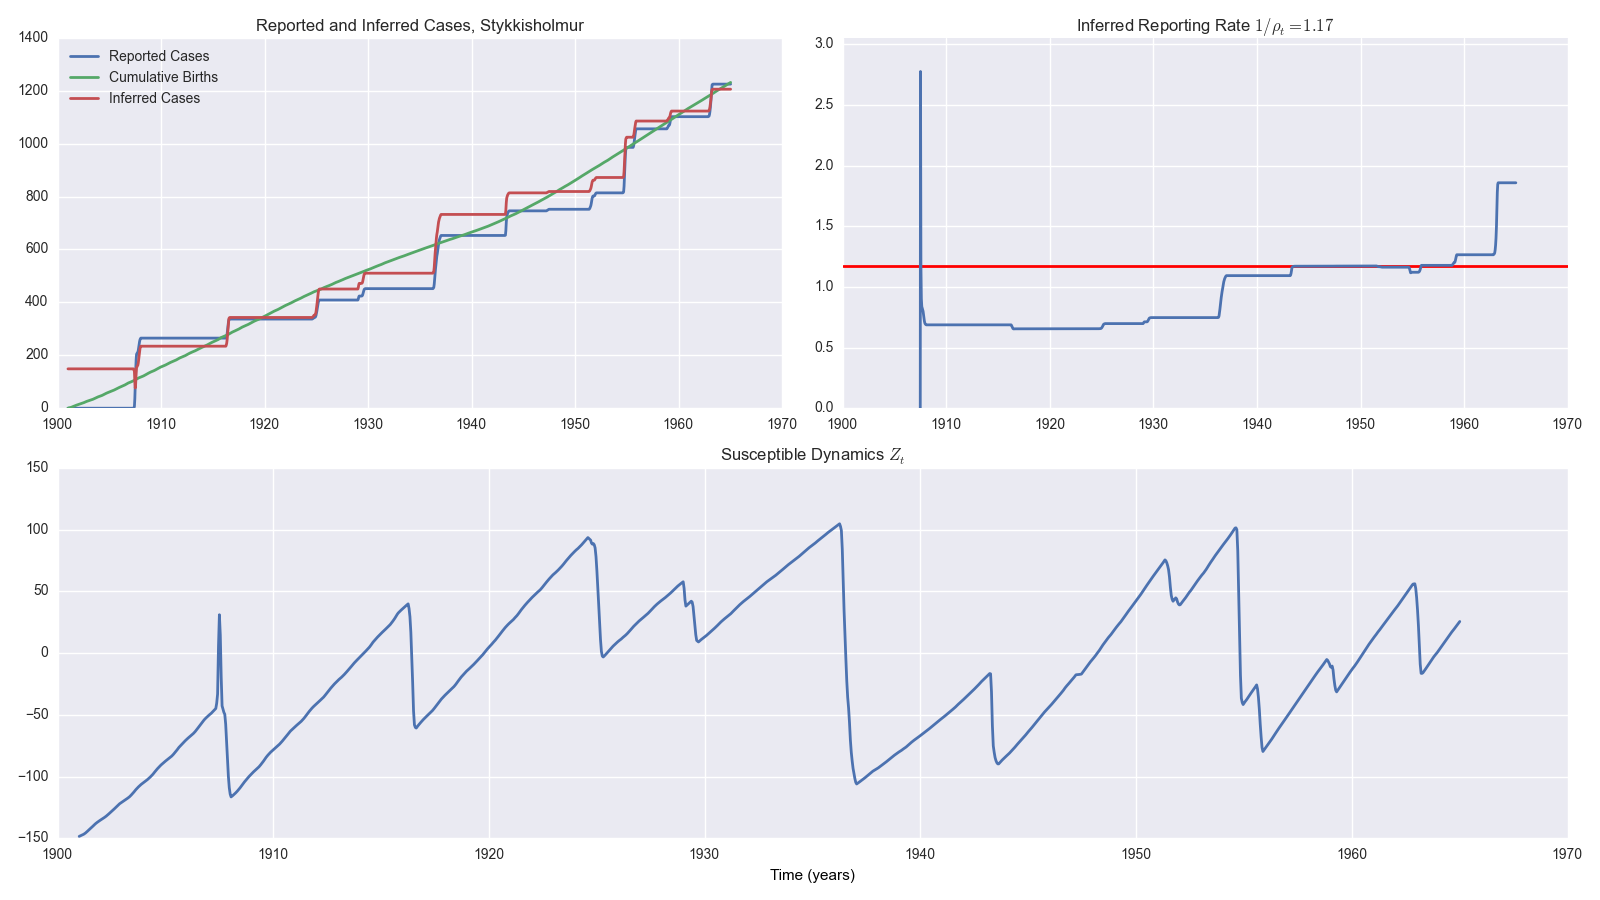 Reported and Inferred Cases, Stykkisholmur
1400
1200
1000
800
600
400
200
0
Reported Cases
Cumulative Births
Inferred Cases
1900 1910 1920 1930 1940 1950 1960 1970
Inferred Reporting Rate 1/ρt =1.17
3.0
2.5
2.0
1.5
1.0
0.5
0.0
1900 1910 1920 1930 1940 1950 1960 1970
Susceptible Dynamics Zt
150
100
50
0
−50
−100
−150
1900 1910 1920 1930 1940 1950 1960 1970
Time (years)